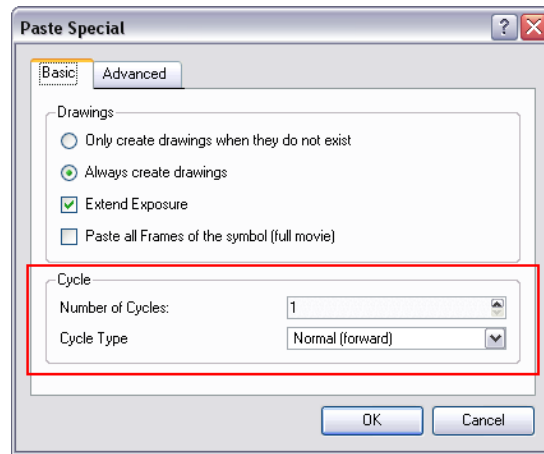 Paste Special
Basic
Advanced
Drawings
Only create drawings when they do not exist
Always create drawings
Extend Exposure
Paste all Frames of the symbol (full movie)
Cycle
Number of Cycles: 1
Cycle Type Normal (forward)
OK Cancel